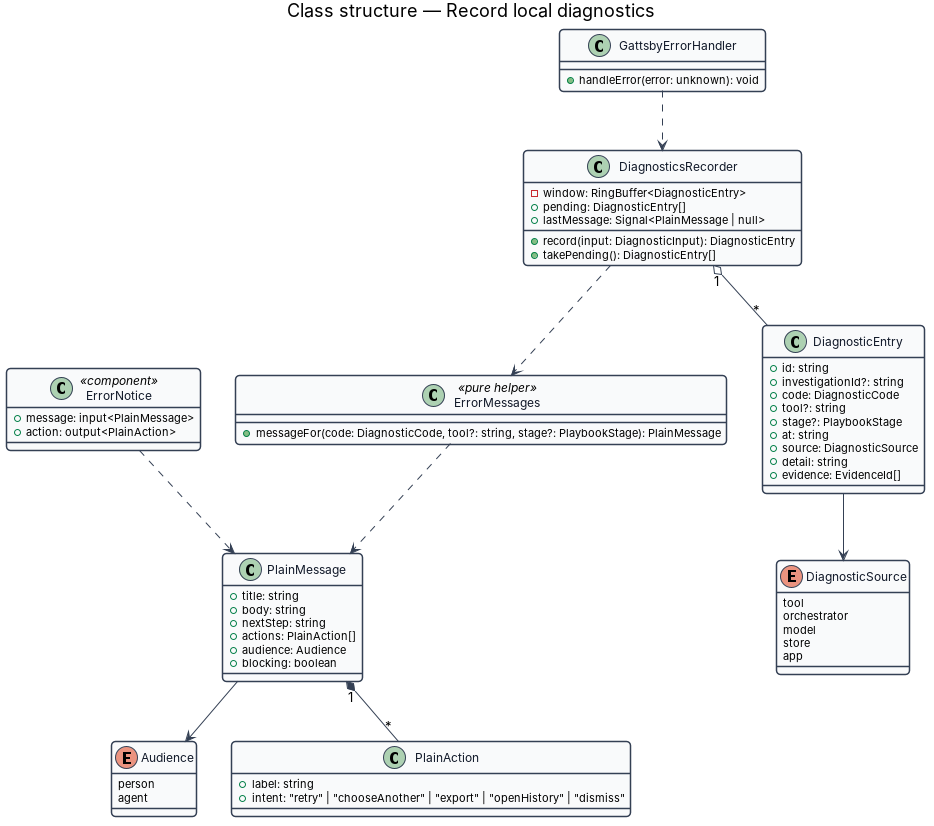 Class structure — Record local diagnostics
C GattsbyErrorHandler
handleError(error: unknown): void
C DiagnosticsRecorder
window: RingBuffer<DiagnosticEntry>
pending: DiagnosticEntry[]
lastMessage: Signal<PlainMessage | null>
record(input: DiagnosticInput): DiagnosticEntry
takePending(): DiagnosticEntry[]
1
*
C DiagnosticEntry
id: string
investigationId?: string
code: DiagnosticCode
tool?: string
stage?: PlaybookStage
at: string
source: DiagnosticSource
detail: string
evidence: EvidenceId[]
C «component»
ErrorNotice
message: input<PlainMessage>
action: output<PlainAction>
C «pure helper»
ErrorMessages
messageFor(code: DiagnosticCode, tool?: string, stage?: PlaybookStage): PlainMessage
C PlainMessage
title: string
body: string
nextStep: string
actions: PlainAction[]
audience: Audience
blocking: boolean
E DiagnosticSource
tool
orchestrator
model
store
app
1
*
E Audience
person
agent
C PlainAction
label: string
intent: "retry" | "chooseAnother" | "export" | "openHistory" | "dismiss"